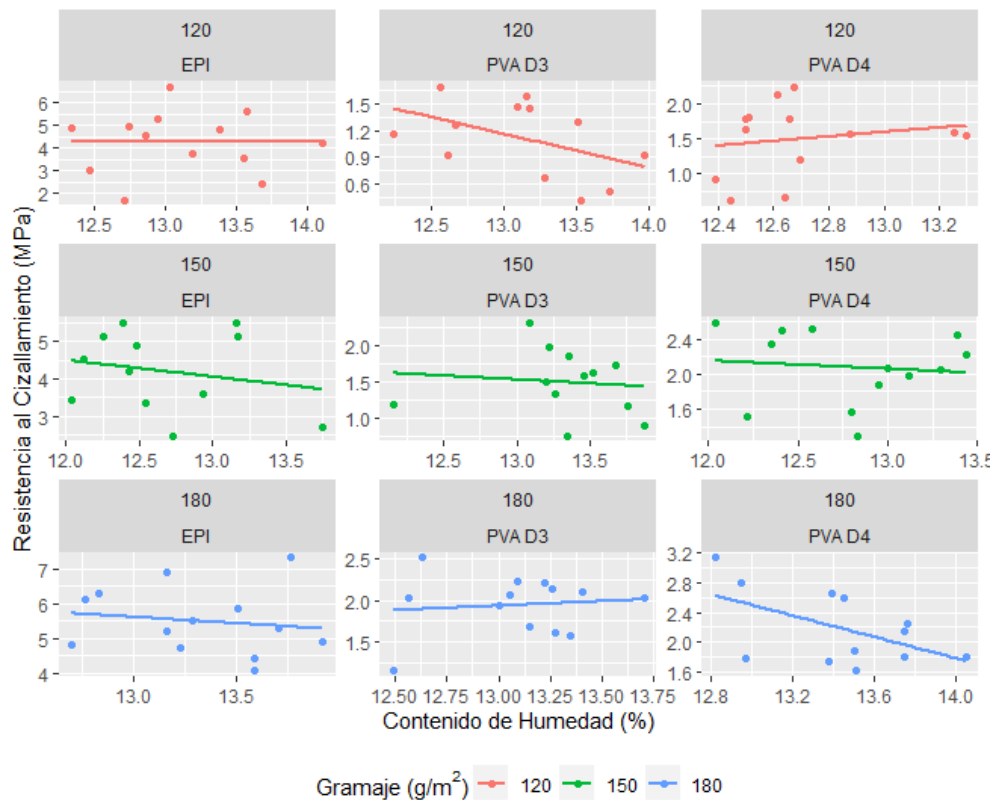 120 120 120
EPI PVA D3 PVA D4
6 5 4 3 2
1.5 1.2 0.9 0.6
2.0 1.5 1.0
12.5 13.0 13.5 14.0
12.5 13.0 13.5 14.0
12.4 12.6 12.8 13.0 13.2
150 150 150
EPI PVA D3 PVA D4
5 4 3
2.0 1.5 1.0
2.4 2.0 1.6
12.0 12.5 13.0 13.5
12.5 13.0 13.5
12.0 12.5 13.0 13.5
180 180 180
EPI PVA D3 PVA D4
7 6 5 4
2.5 2.0 1.5
3.2 2.8 2.4 2.0 1.6
13.0 13.5
12.50 12.75 13.00 13.25 13.50 13.75
12.8 13.2 13.6 14.0
Resistencia al Cizallamiento (MPa)
Contenido de Humedad (%)
Gramaje (g/m²) 120 150 180